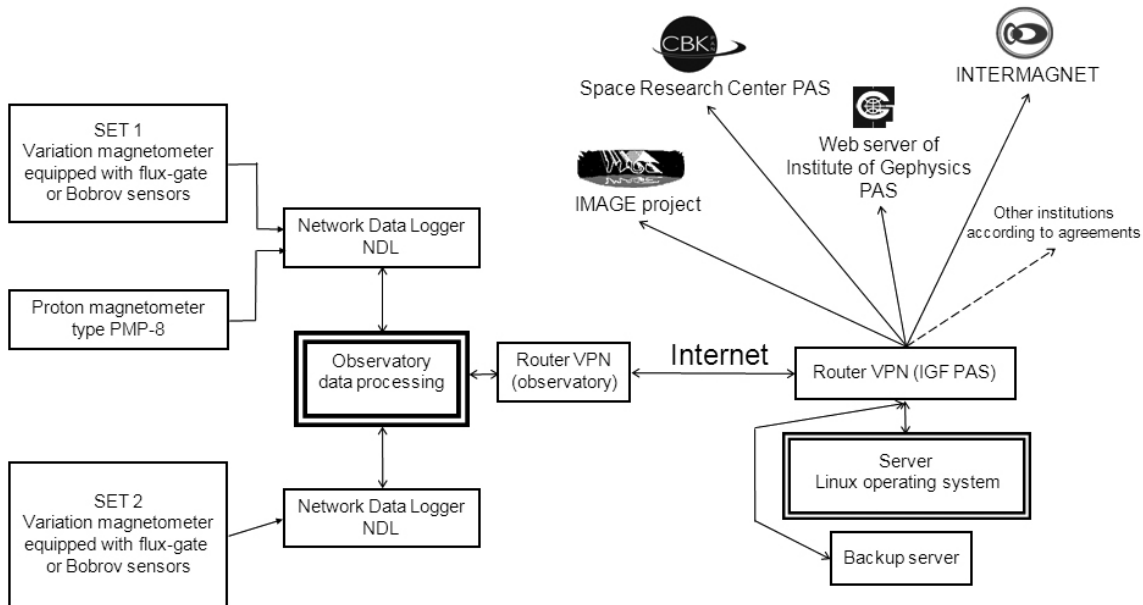 CBK
PAN
Space Research Center PAS
INTERMAGNET
Web server of
Institute of Gephysics
PAS
IMAGE project
Other institutions
according to agreements
SET 1
Variation magnetometer
equipped with flux-gate
or Bobrov sensors
Network Data Logger
NDL
Proton magnetometer
type PMP-8
Observatory
data processing
Router VPN
(observatory)
Internet
Router VPN (IGF PAS)
Server
Linux operating system
SET 2
Variation magnetometer
equipped with flux-gate
or Bobrov sensors
Network Data Logger
NDL
Backup server